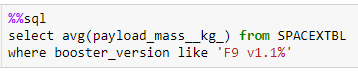 %%sql
select avg(payload_mass__kg_) from SPACEXTBL
where booster_version like 'F9 v1.1%'